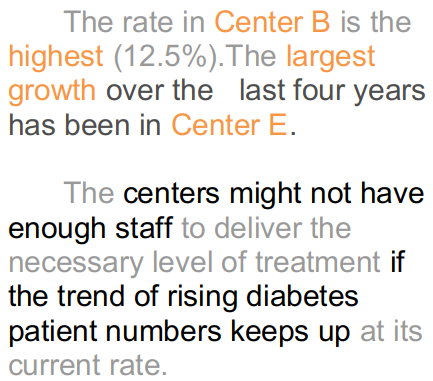 The rate in Center B is the
highest (12.5%).The largest
growth over the   last four years
has been in Center E.
The centers might not have
enough staff to deliver the
necessary level of treatment if
the trend of rising diabetes
patient numbers keeps up at its
current rate.